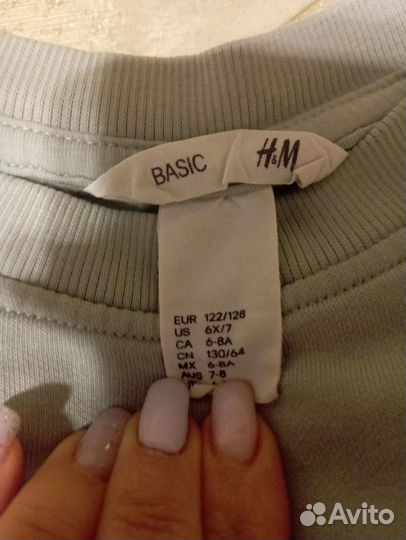 BASIC
H&M
EUR 122/128
US 6X/7
CA 6-8A
CN 130/64
MX 6-8A
AUS 7-8
Avito